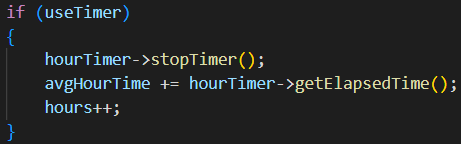 if (useTimer)
{
    hourTimer->stopTimer();
    avgHourTime += hourTimer->getElapsedTime();
    hours++;
}